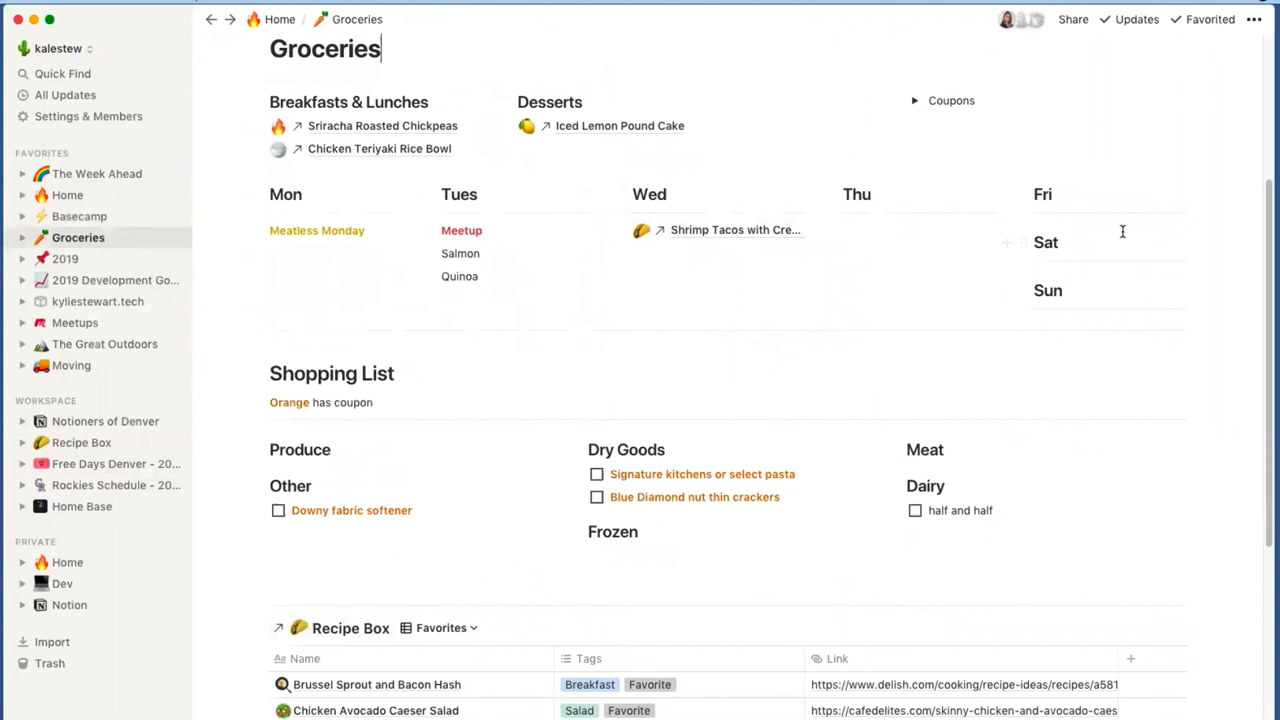 kalestew
Quick Find
All Updates
Settings & Members
FAVORITES
The Week Ahead
Home
Basecamp
Groceries
2019
2019 Development Go...
kyliestewart.tech
Meetups
The Great Outdoors
Moving
WORKSPACE
Notioners of Denver
Recipe Box
Free Days Denver - 20...
Rockies Schedule - 20...
Home Base
PRIVATE
Home
Dev
Notion
Import
Trash
Home / Groceries
Share Updates Favorited
Groceries
Breakfasts & Lunches
Sriracha Roasted Chickpeas
Chicken Teriyaki Rice Bowl
Desserts
Iced Lemon Pound Cake
Coupons
Mon
Meatless Monday
Tues
Meetup
Salmon
Quinoa
Wed
Shrimp Tacos with Cre...
Thu
Fri
Sat
Sun
Shopping List
Orange has coupon
Produce
Other
Downy fabric softener
Dry Goods
Signature kitchens or select pasta
Blue Diamond nut thin crackers
Frozen
Meat
Dairy
half and half
Recipe Box Favorites
Aa Name Tags Link
Brussel Sprout and Bacon Hash Breakfast Favorite https://www.delish.com/cooking/recipe-ideas/recipes/a581
Chicken Avocado Caeser Salad Salad Favorite https://cafedelites.com/skinny-chicken-and-avocado-caes